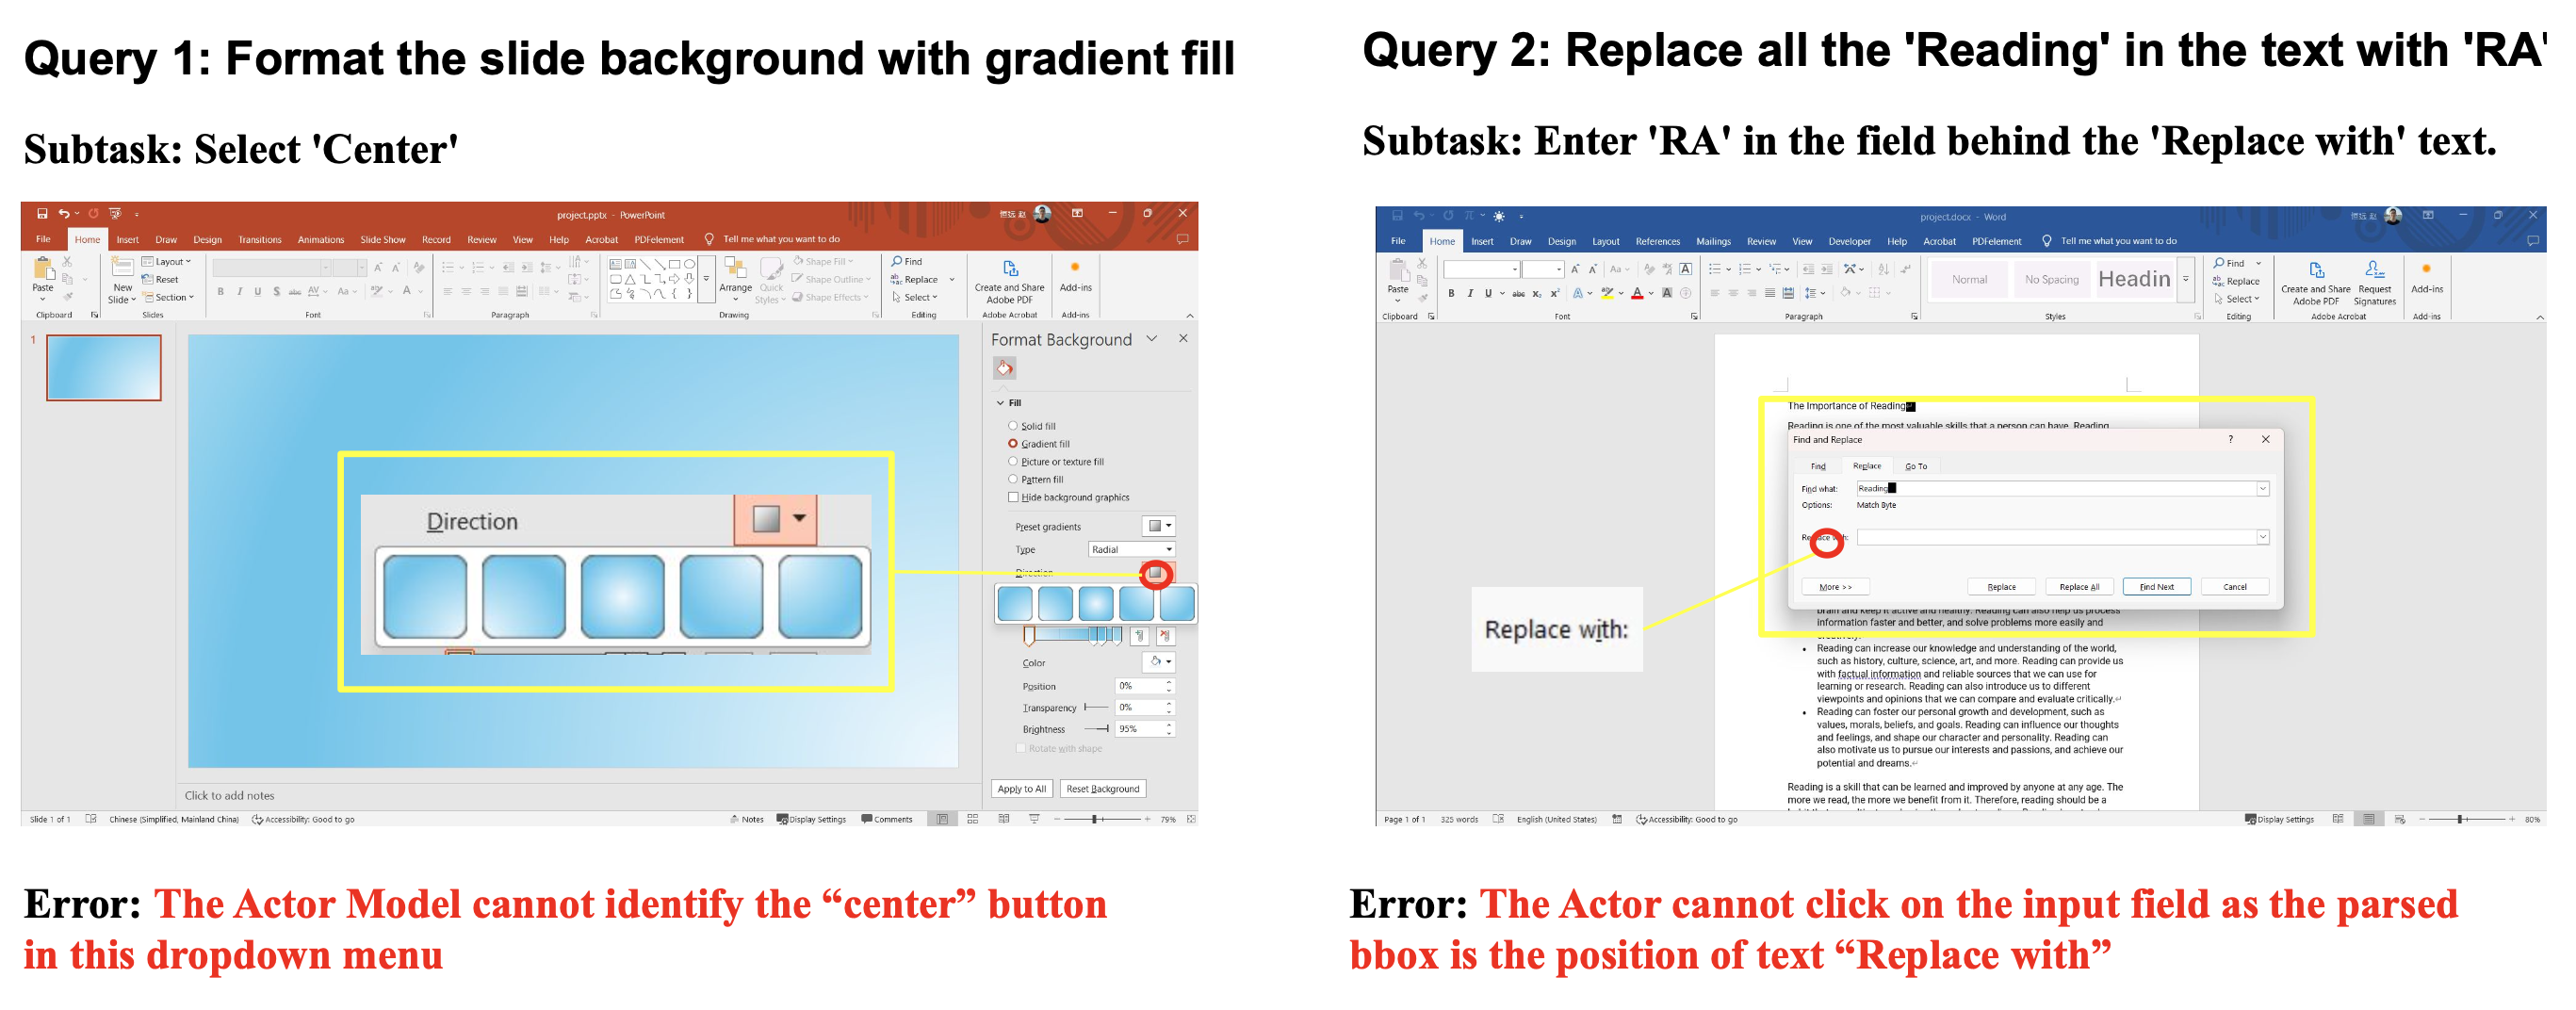 Query 1: Format the slide background with gradient fill
Subtask: Select 'Center'
project.pptx - PowerPoint
File Home Insert Draw Design Transitions Animations Slide Show Record Review View Help Acrobat PDFelement Tell me what you want to do
Paste
Clipboard
New
Slide
Layout
Reset
Section
Slides
B I U S abc AV Aa A
Font
Paragraph
Arrange
Quick
Styles
Shape Fill
Shape Outline
Shape Effects
Drawing
Find
Replace
Select
Editing
Create and Share
Adobe PDF
Adobe Acrobat
Add-ins
Add-ins
1
Direction
Format Background
Fill
Solid fill
Gradient fill
Picture or texture fill
Pattern fill
Hide background graphics
Preset gradients
Type Radial
Direction
Color
Position 0%
Transparency 0%
Brightness 95%
Rotate with shape
Apply to All Reset Background
Click to add notes
Slide 1 of 1 Chinese (Simplified, Mainland China) Accessibility: Good to go Notes Display Settings Comments 79%
Error: The Actor Model cannot identify the “center” button
in this dropdown menu
Query 2: Replace all the 'Reading' in the text with 'RA'
Subtask: Enter 'RA' in the field behind the 'Replace with' text.
project.docx - Word
File Home Insert Draw Design Layout References Mailings Review View Developer Help Acrobat PDFelement Tell me what you want to do
Paste
Clipboard
B I U abc X₂ X² A A A
Font
Paragraph
Normal No Spacing Headin
Styles
Find
Replace
Select
Editing
Create and Share
Adobe PDF
Request
Signatures
Adobe Acrobat
Add-ins
Add-ins
The Importance of Reading
Reading is one of the most valuable skills that a person can have. Reading
Find and Replace ?
Find Replace Go To
Find what: Reading
Options: Match Byte
Replace with:
More >> Replace Replace All Find Next Cancel
Replace with:
brain and keep it active and healthy. Reading can also help us process
information faster and better, and solve problems more easily and
creatively.
• Reading can increase our knowledge and understanding of the world,
such as history, culture, science, art, and more. Reading can provide us
with factual information and reliable sources that we can use for
learning or research. Reading can also introduce us to different
viewpoints and opinions that we can compare and evaluate critically.
• Reading can foster our personal growth and development, such as
values, morals, beliefs, and goals. Reading can influence our thoughts
and feelings, and shape our character and personality. Reading can
also motivate us to pursue our interests and passions, and achieve our
potential and dreams.
Reading is a skill that can be learned and improved by anyone at any age. The
more we read, the more we benefit from it. Therefore, reading should be a
Page 1 of 1 325 words English (United States) Accessibility: Good to go Display Settings 80%
Error: The Actor cannot click on the input field as the parsed
bbox is the position of text “Replace with”